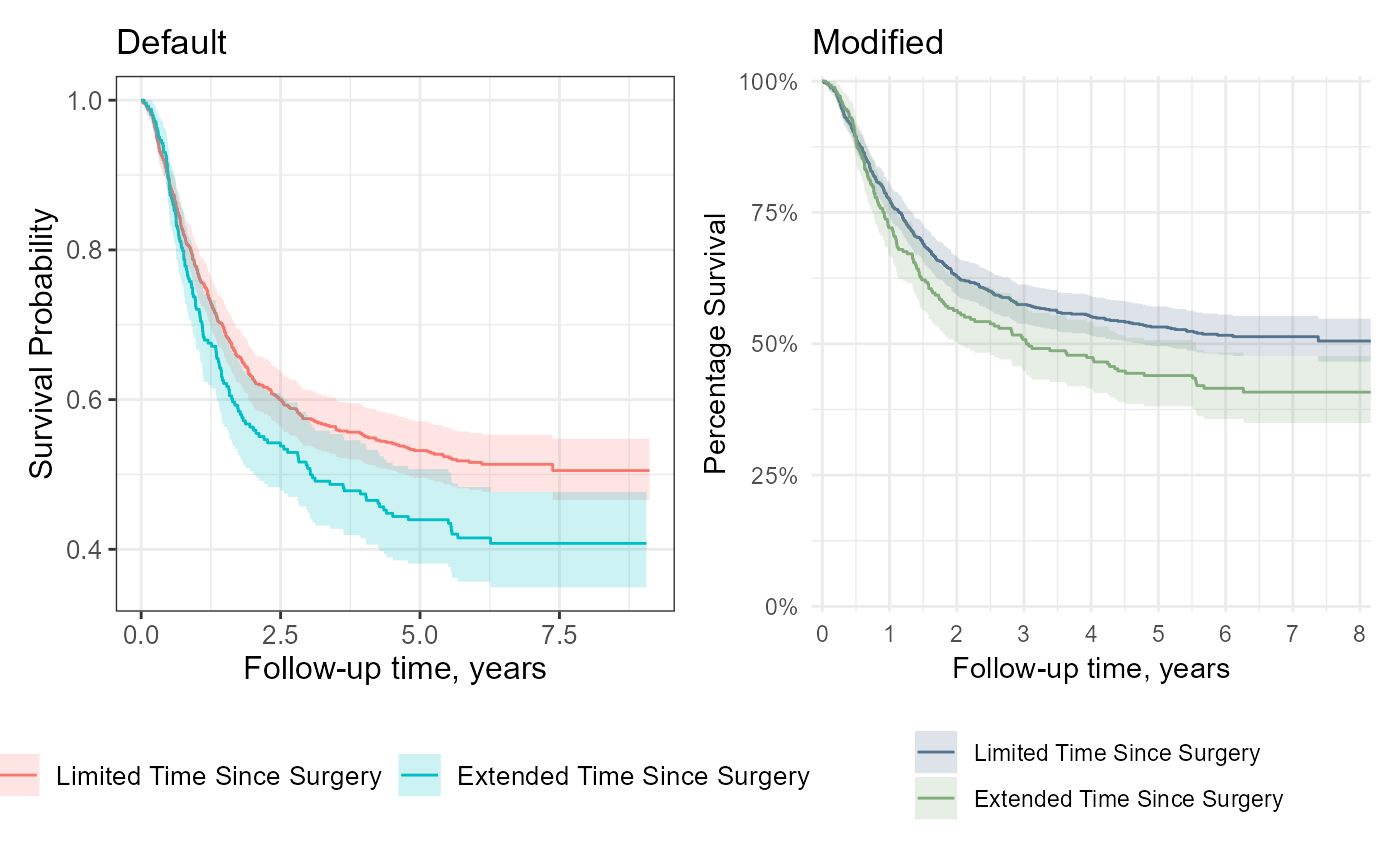 Default
Survival Probability
1.0
0.8
0.6
0.4
0.0 2.5 5.0 7.5
Follow-up time, years
Limited Time Since Surgery Extended Time Since Surgery
Modified
Percentage Survival
100%
75%
50%
25%
0%
0 1 2 3 4 5 6 7 8
Follow-up time, years
Limited Time Since Surgery
Extended Time Since Surgery